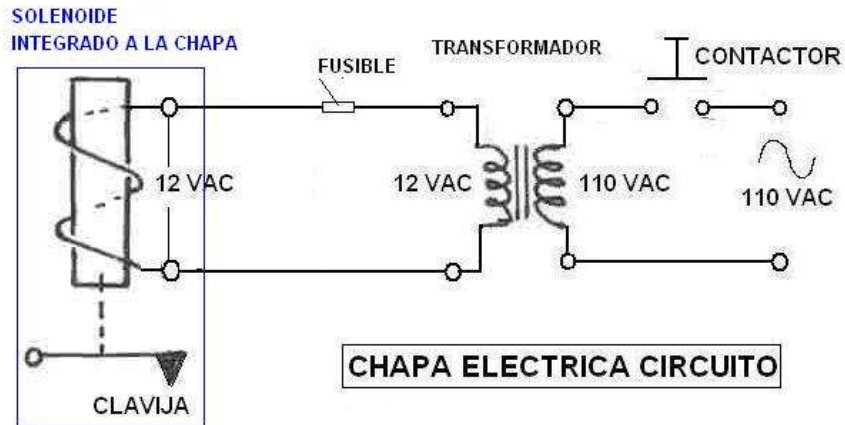 SOLENOIDE
INTEGRADO A LA CHAPA
FUSIBLE
TRANSFORMADOR
CONTACTOR
12 VAC
12 VAC
110 VAC
110 VAC
CHAPA ELECTRICA CIRCUITO
CLAVIJA